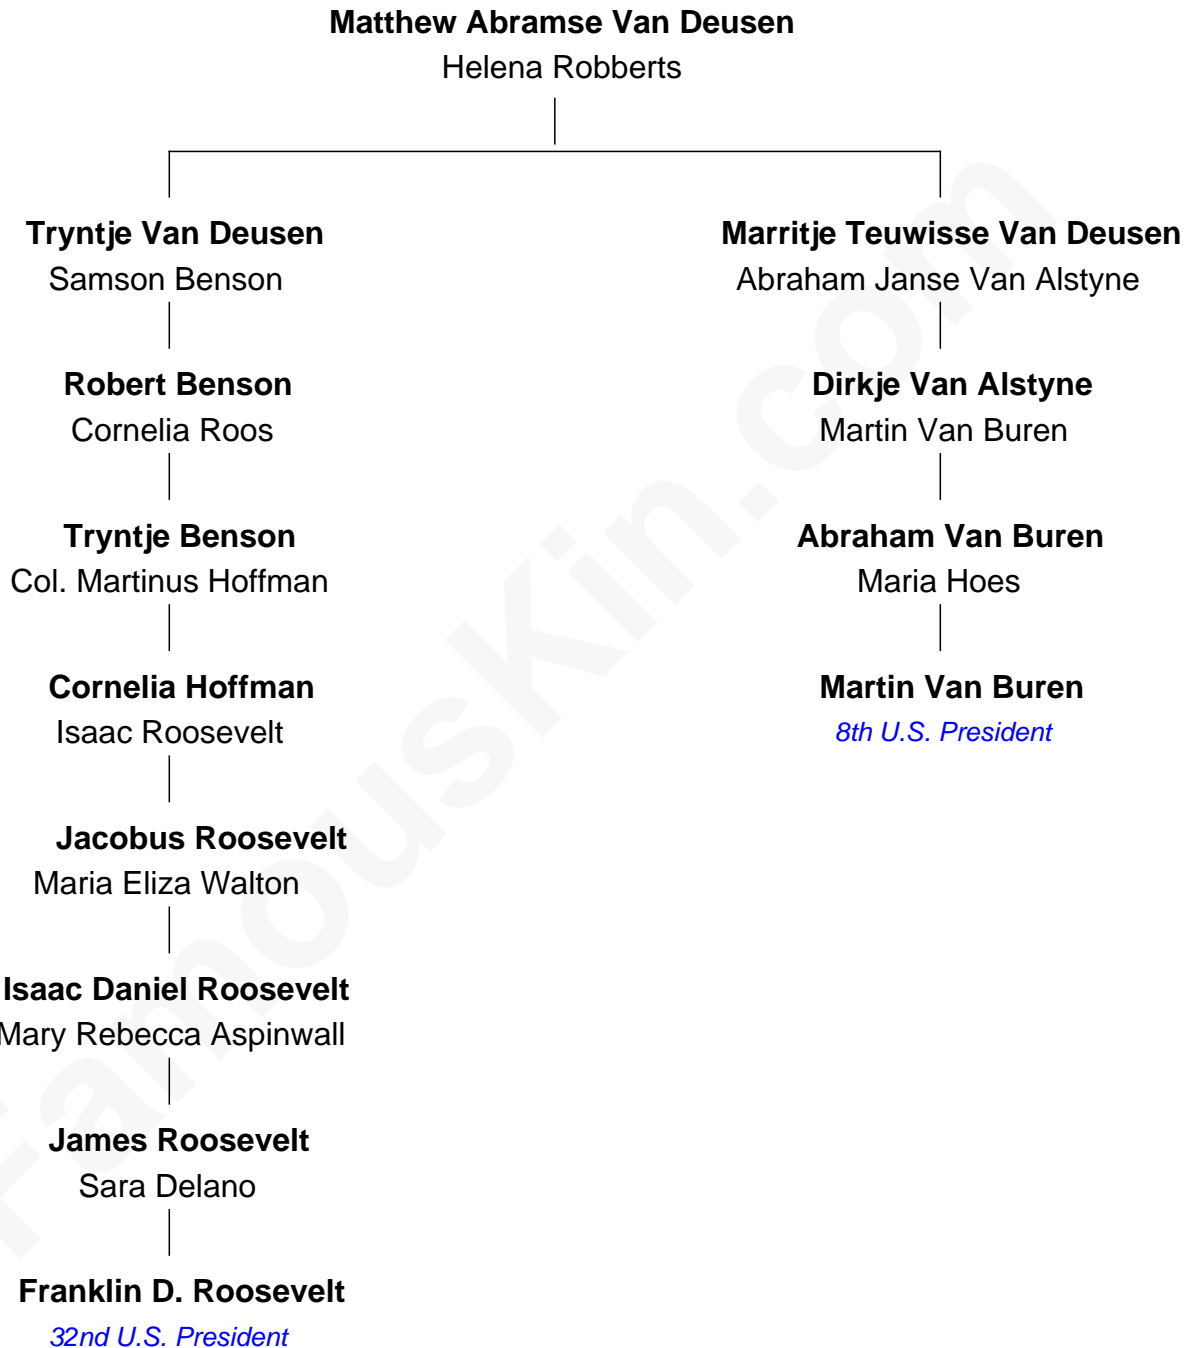 Matthew Abramse Van Deusen
Helena Robberts
Tryntje Van Deusen
Samson Benson
Robert Benson
Cornelia Roos
Tryntje Benson
Col. Martinus Hoffman
Cornelia Hoffman
Isaac Roosevelt
Jacobus Roosevelt
Maria Eliza Walton
Isaac Daniel Roosevelt
Mary Rebecca Aspinwall
James Roosevelt
Sara Delano
Franklin D. Roosevelt
32nd U.S. President
Marritje Teuwisse Van Deusen
Abraham Janse Van Alstyne
Dirkje Van Alstyne
Martin Van Buren
Abraham Van Buren
Maria Hoes
Martin Van Buren
8th U.S. President
FamousKin.com